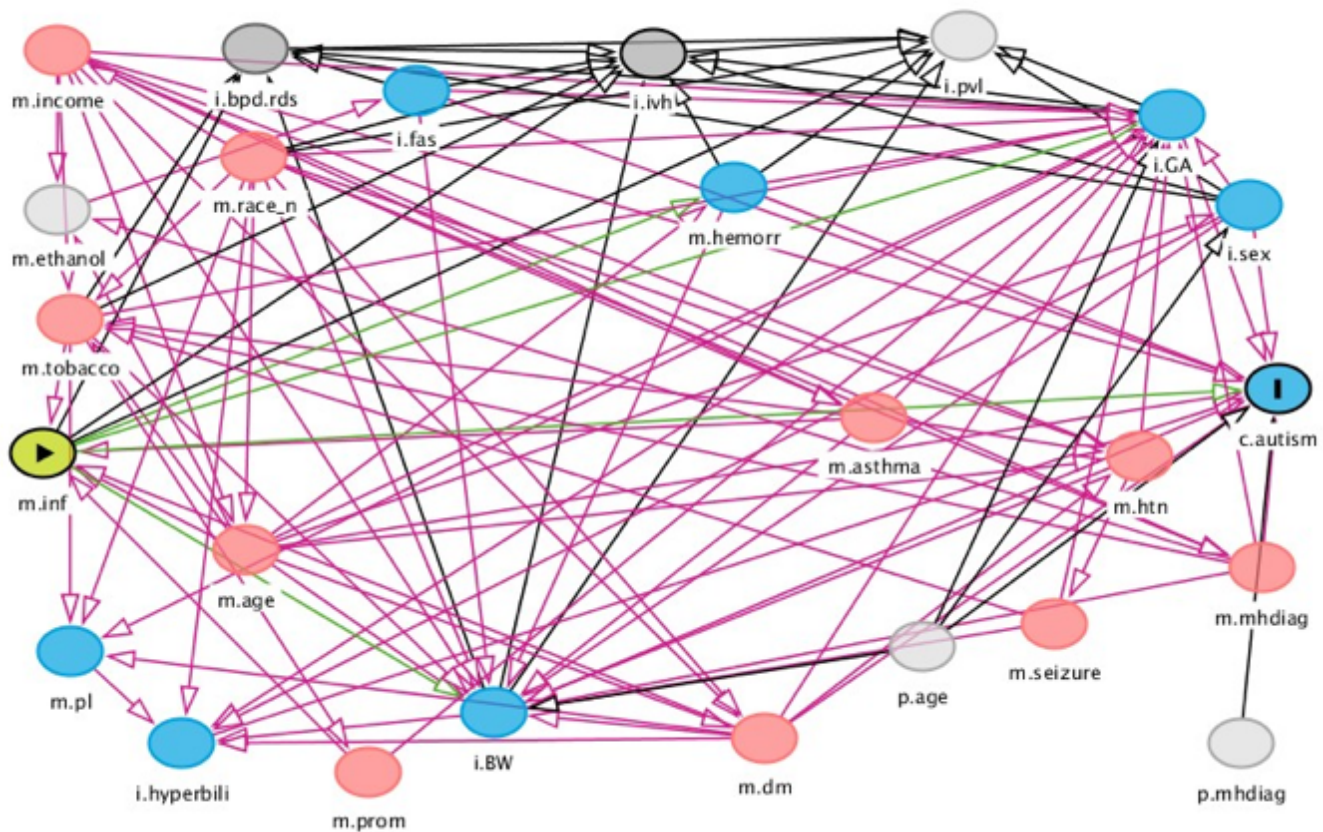 m.income
i.bpd.rds
i.fas
i.ivh
i.pvl
i.GA
m.race_n
m.hemorr
i.sex
m.ethanol
m.tobacco
m.asthma
c.autism
m.inf
m.htn
m.age
m.mhdiag
m.seizure
p.age
m.pl
i.hyperbili
i.BW
m.dm
m.prom
p.mhdiag